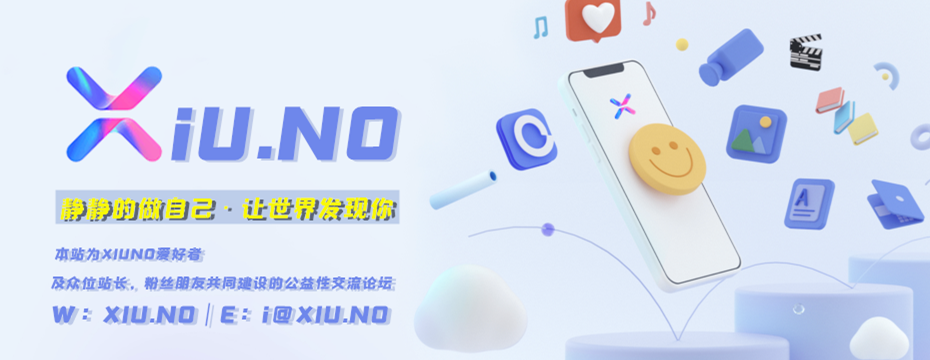 XiU.NO
静静的做自己·让世界发现你
本站为XIUNO爱好者
及众位站长，粉丝朋友共同建设的公益性交流论坛
W：XIU.NO｜E：i@XIU.NO
A